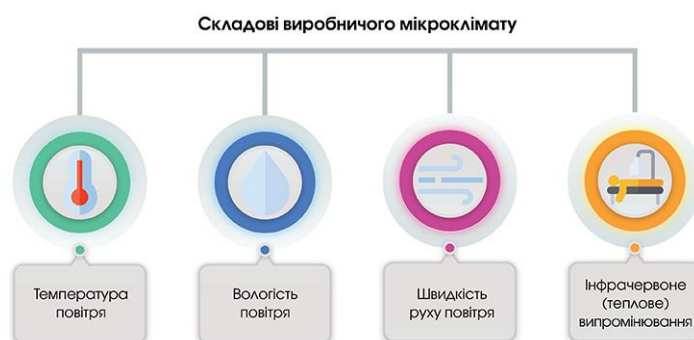 Складові виробничого мікроклімату
Температура
повітря
Вологість
повітря
Швидкість
руху повітря
Інфрачервоне
(теплове)
випромінювання